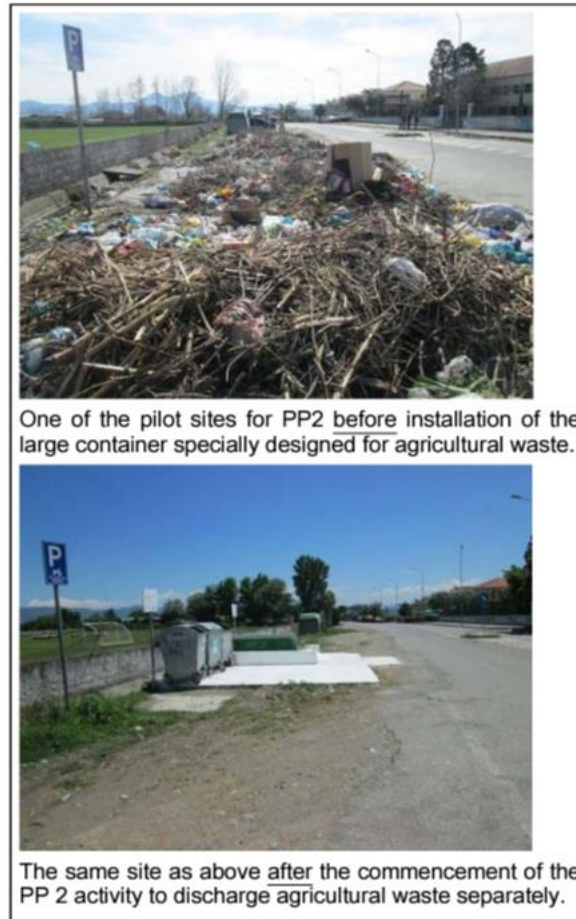 P
One of the pilot sites for PP2 before installation of the
large container specially designed for agricultural waste.
P
The same site as above after the commencement of the
PP 2 activity to discharge agricultural waste separately.